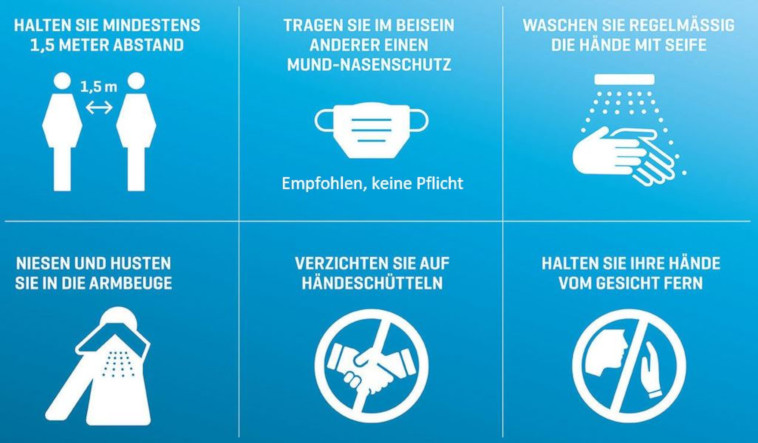 HALTEN SIE MINDESTENS
1,5 METER ABSTAND
1,5 m
TRAGEN SIE IM BEISEIN
ANDERER EINEN
MUND-NASENSCHUTZ
Empfohlen, keine Pflicht
WASCHEN SIE REGELMÄSSIG
DIE HÄNDE MIT SEIFE
NIESEN UND HUSTEN
SIE IN DIE ARMBEUGE
VERZICHTEN SIE AUF
HÄNDESCHÜTTELN
HALTEN SIE IHRE HÄNDE
VOM GESICHT FERN